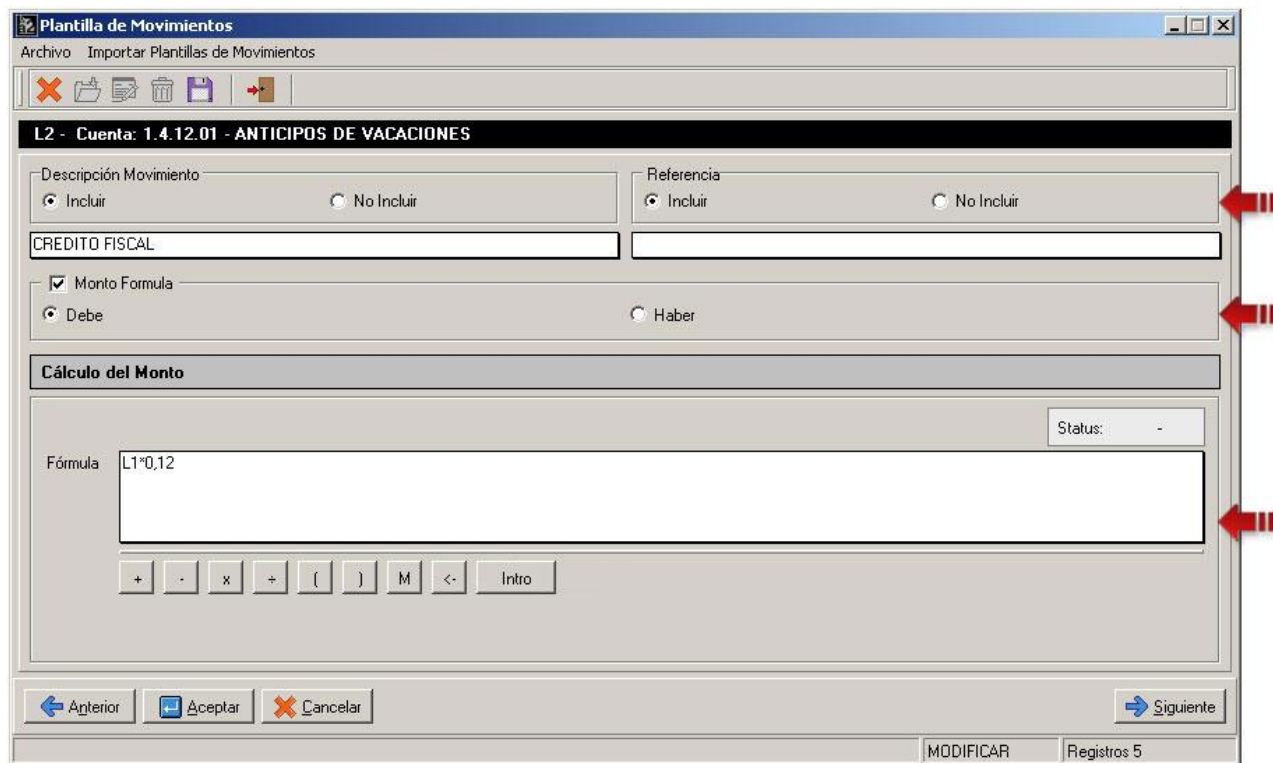 Plantilla de Movimientos
Archivo Importar Plantillas de Movimientos
L2 - Cuenta: 1.4.12.01 - ANTICIPOS DE VACACIONES
Descripción Movimiento
Incluir No Incluir
Referencia
Incluir No Incluir
CREDITO FISCAL
Monto Formula
Debe Haber
Cálculo del Monto
Status: -
Fórmula L1*0,12
+ - x ÷ ( ) M <- Intro
Anterior Aceptar Cancelar Siguiente
MODIFICAR Registros 5